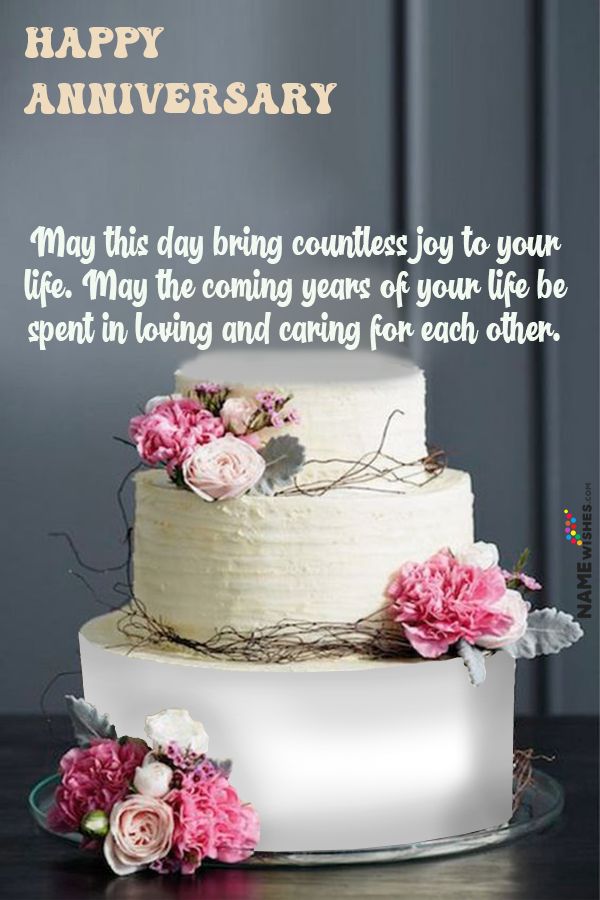 HAPPY
ANNIVERSARY
May this day bring countless joy to your
life. May the coming years of your life be
spent in loving and caring for each other.
NAMEWISHES.COM